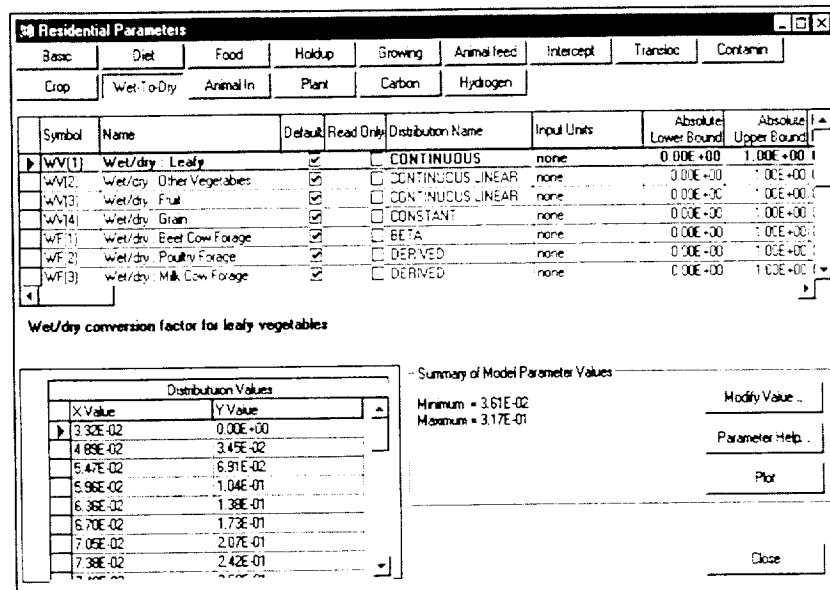 Residential Parameters
Basic Diet Food Holdup Growing Animal feed Intercept Transloc Contamin
Crop Wet-To-Dry Animal In Plant Carbon Hydrogen
Symbol Name Default Read Only Distribution Name Input Units Absolute Lower Bound Absolute Upper Bound
WV(1) Wet/dry : Leafy CONTINUOUS none 0.00E+00 1.00E+00
WV(2) Wet/dry : Other Vegetables CONTINUOUS LINEAR none 0.00E+00 1.00E+00
WV(3) Wet/dry : Fruit CONTINUOUS LINEAR none 0.00E+00 1.00E+00
WV(4) Wet/dry : Grain CONSTANT none 0.00E+00 1.00E+00
WF(1) Wet/dry : Beef Cow Forage BETA none 0.00E+00 1.00E+00
WF(2) Wet/dry : Poultry Forage DERIVED none 0.00E+00 1.00E+00
WF(3) Wet/dry : Milk Cow Forage DERIVED none 0.00E+00 1.00E+00
Wet/dry conversion factor for leafy vegetables
Distributuion Values
X Value Y Value
3.32E-02 0.00E+00
4.89E-02 3.45E-02
5.47E-02 6.91E-02
5.96E-02 1.04E-01
6.36E-02 1.38E-01
6.70E-02 1.73E-01
7.05E-02 2.07E-01
7.38E-02 2.42E-01
Summary of Model Parameter Values
Minimum = 3.61E-02
Maximum = 3.17E-01
Modify Value...
Parameter Help...
Plot
Close